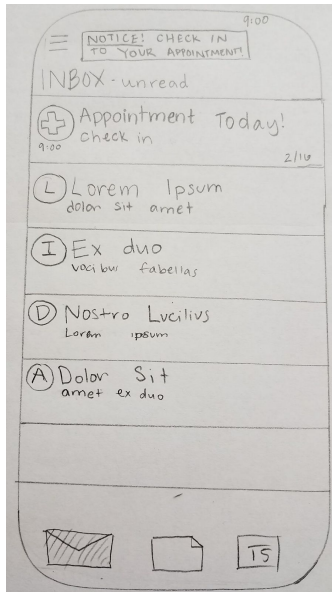 9:00
NOTICE! CHECK IN
TO YOUR APPOINTMENT!
INBOX - unread
Appointment Today!
check in
9:00
2/16
L
Lorem Ipsum
dolor sit amet
I
Ex duo
vocibus fabellas
D
Nostro Lucilius
Lorem ipsum
A
Dolor Sit
amet ex duo
15